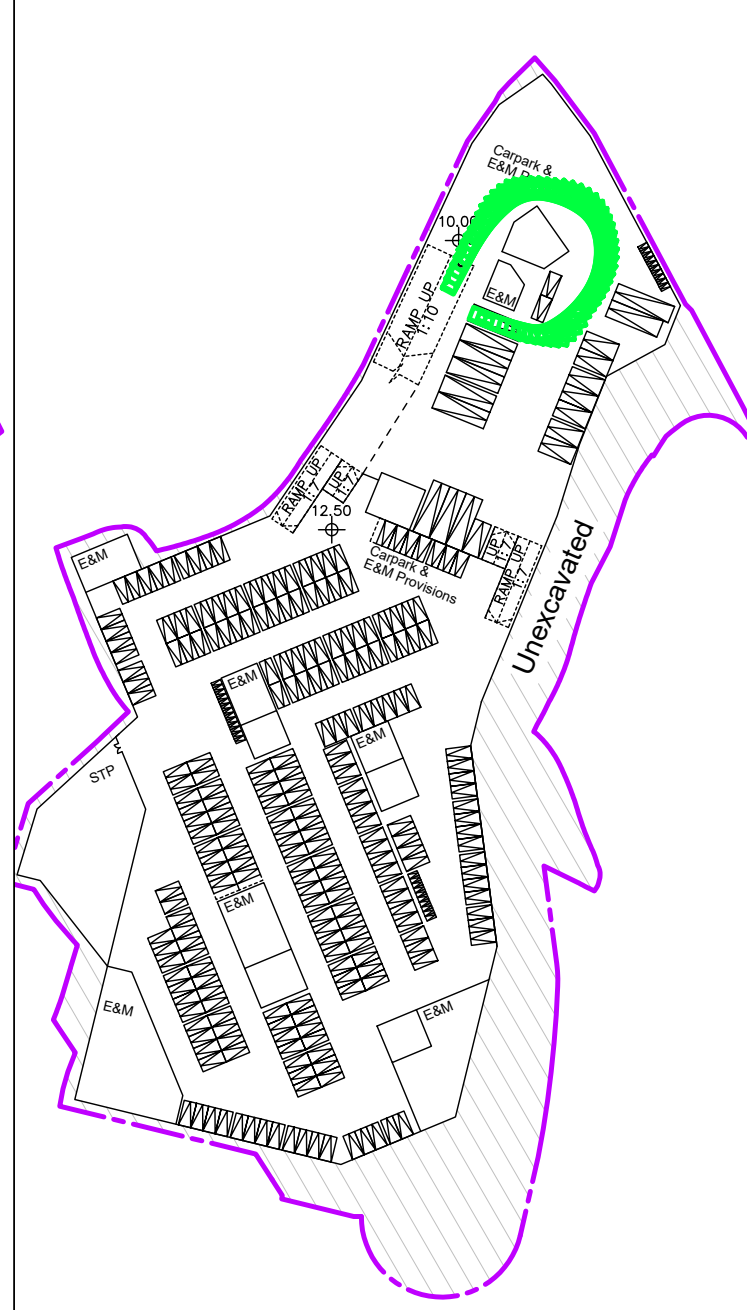 Carpark &
E&M
10.00
E&M
RAMP UP
1:10
RAMP UP
1:7
UP
1:7
12.50
Carpark &
E&M Provisions
UP
1:7
RAMP UP
1:7
Unexcavated
E&M
E&M
E&M
STP
E&M
E&M
E&M